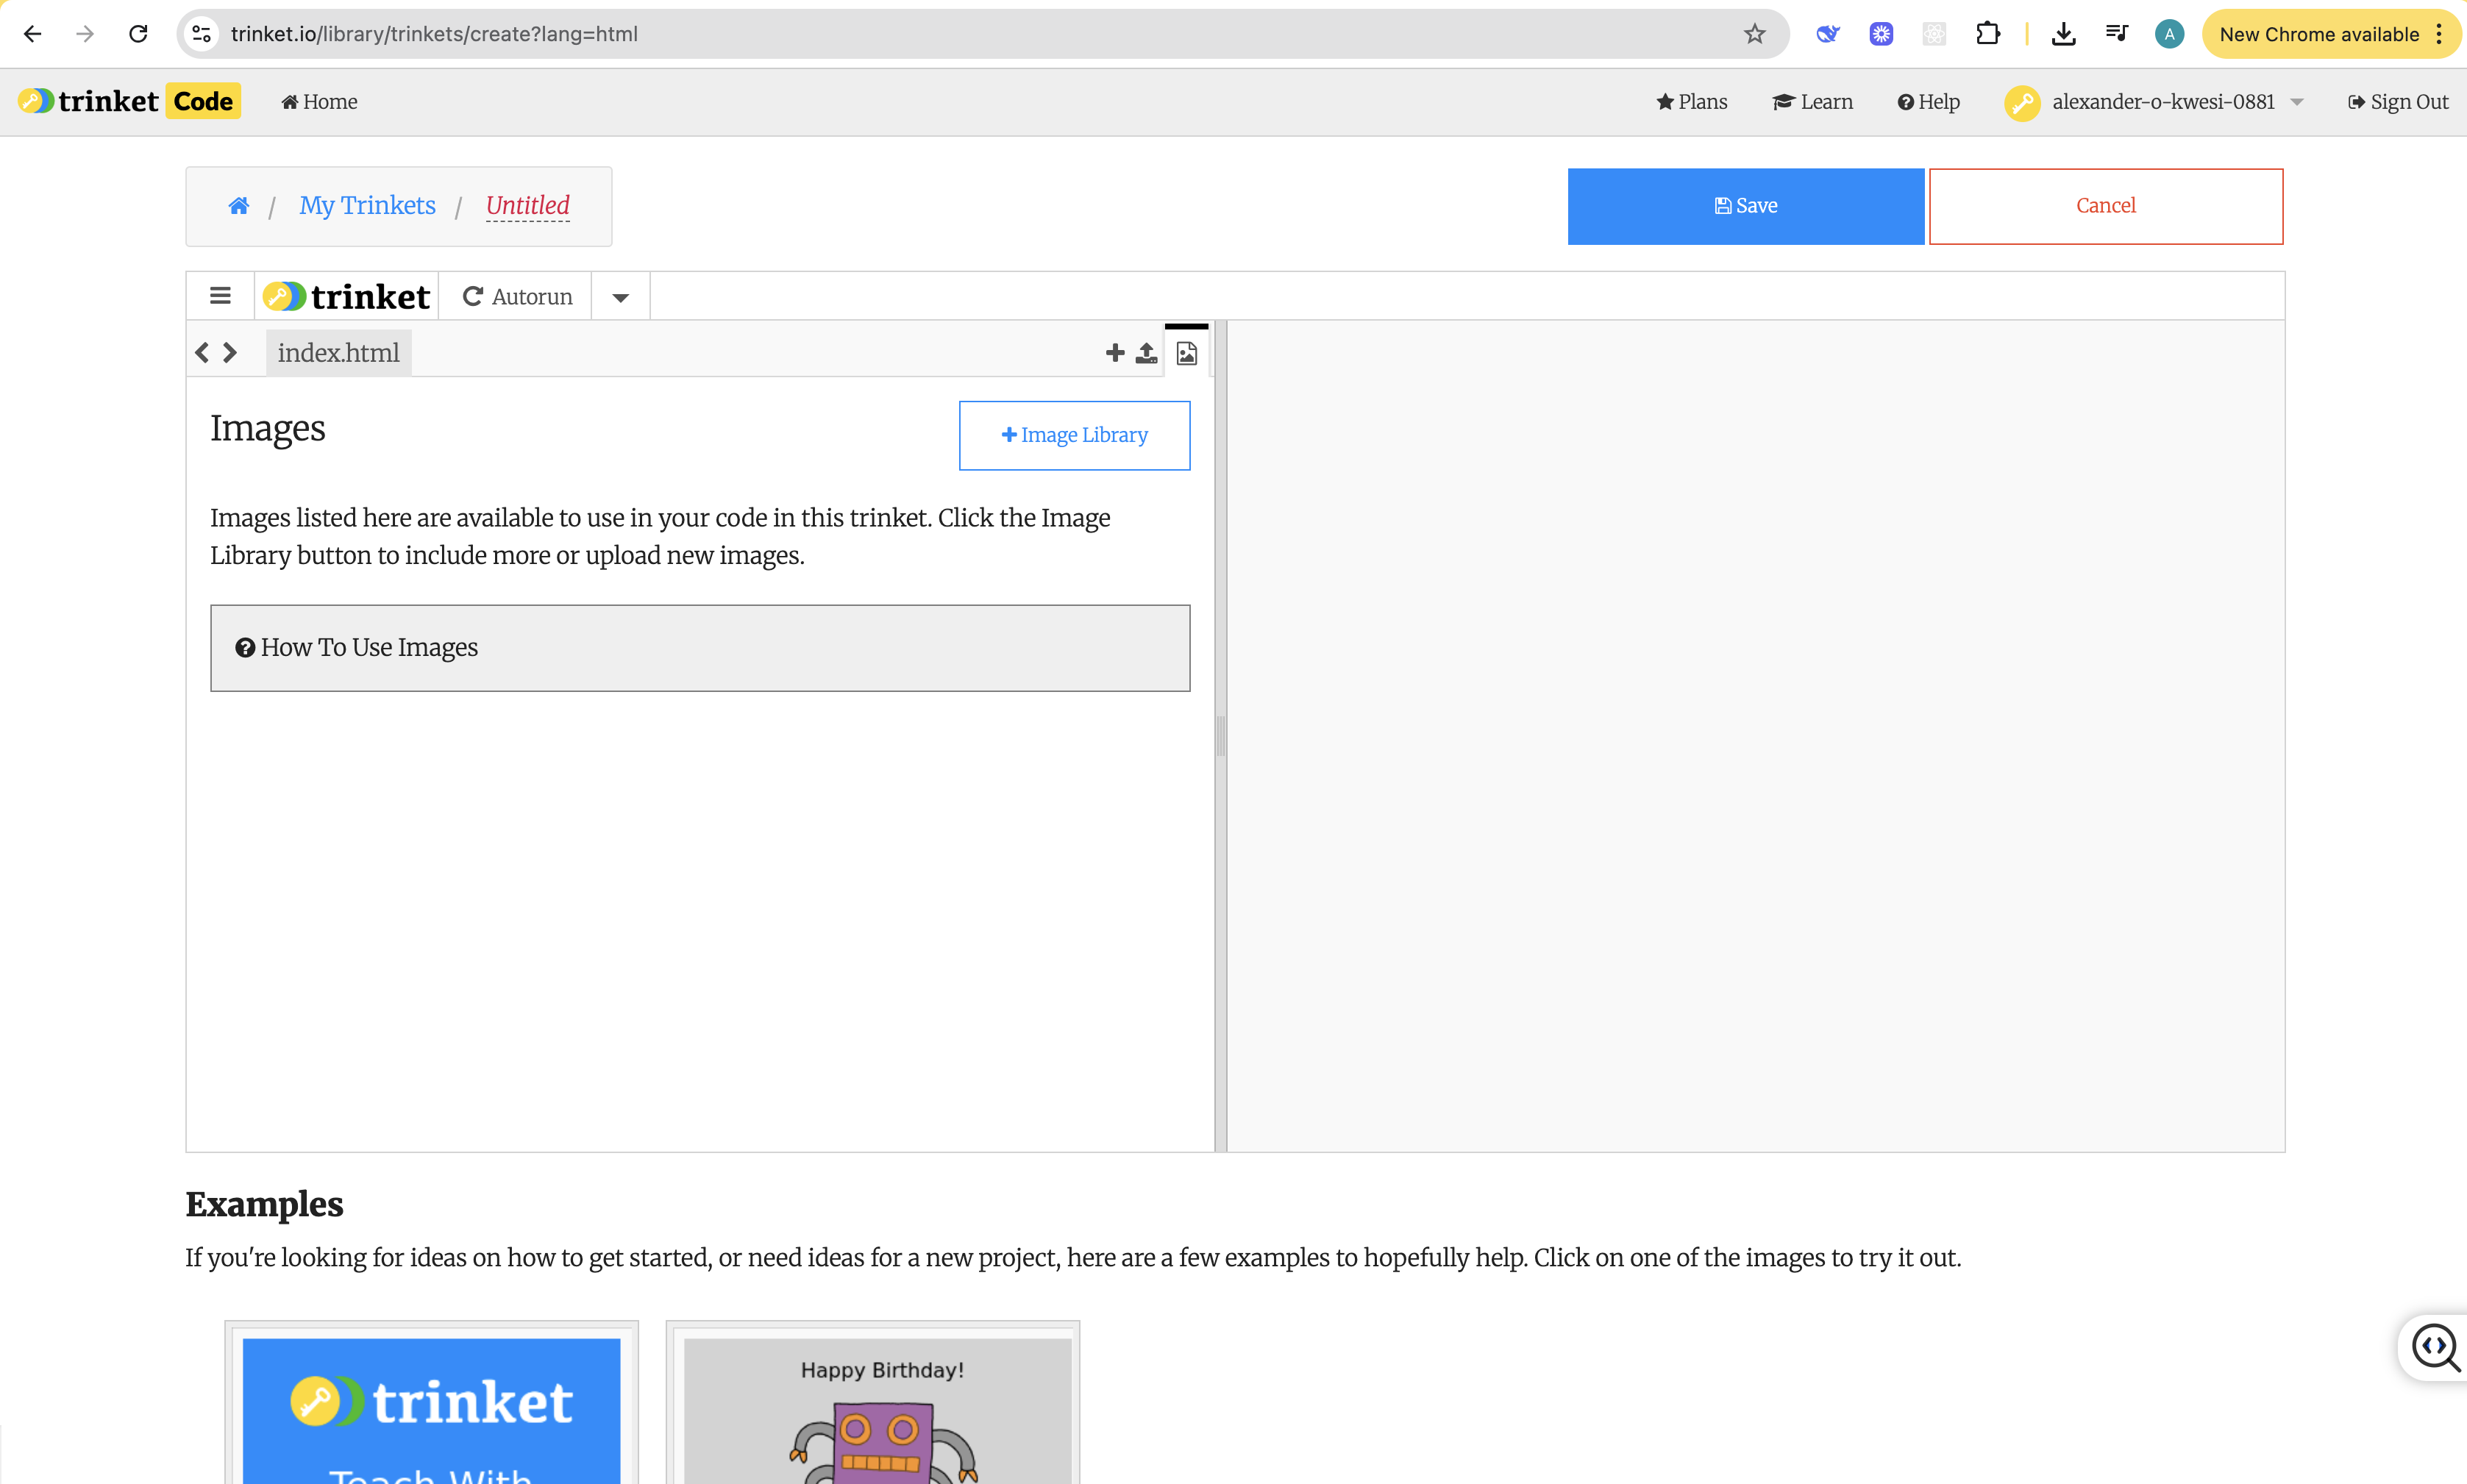 trinket.io/library/trinkets/create?lang=html
A
New Chrome available
trinket Code
Home
Plans
Learn
Help
alexander-o-kwesi-0881
Sign Out
/ My Trinkets / Untitled
Save
Cancel
trinket
Autorun
index.html
Images
Image Library
Images listed here are available to use in your code in this trinket. Click the Image
Library button to include more or upload new images.
How To Use Images
Examples
If you're looking for ideas on how to get started, or need ideas for a new project, here are a few examples to hopefully help. Click on one of the images to try it out.
trinket
Teach With
Happy Birthday!